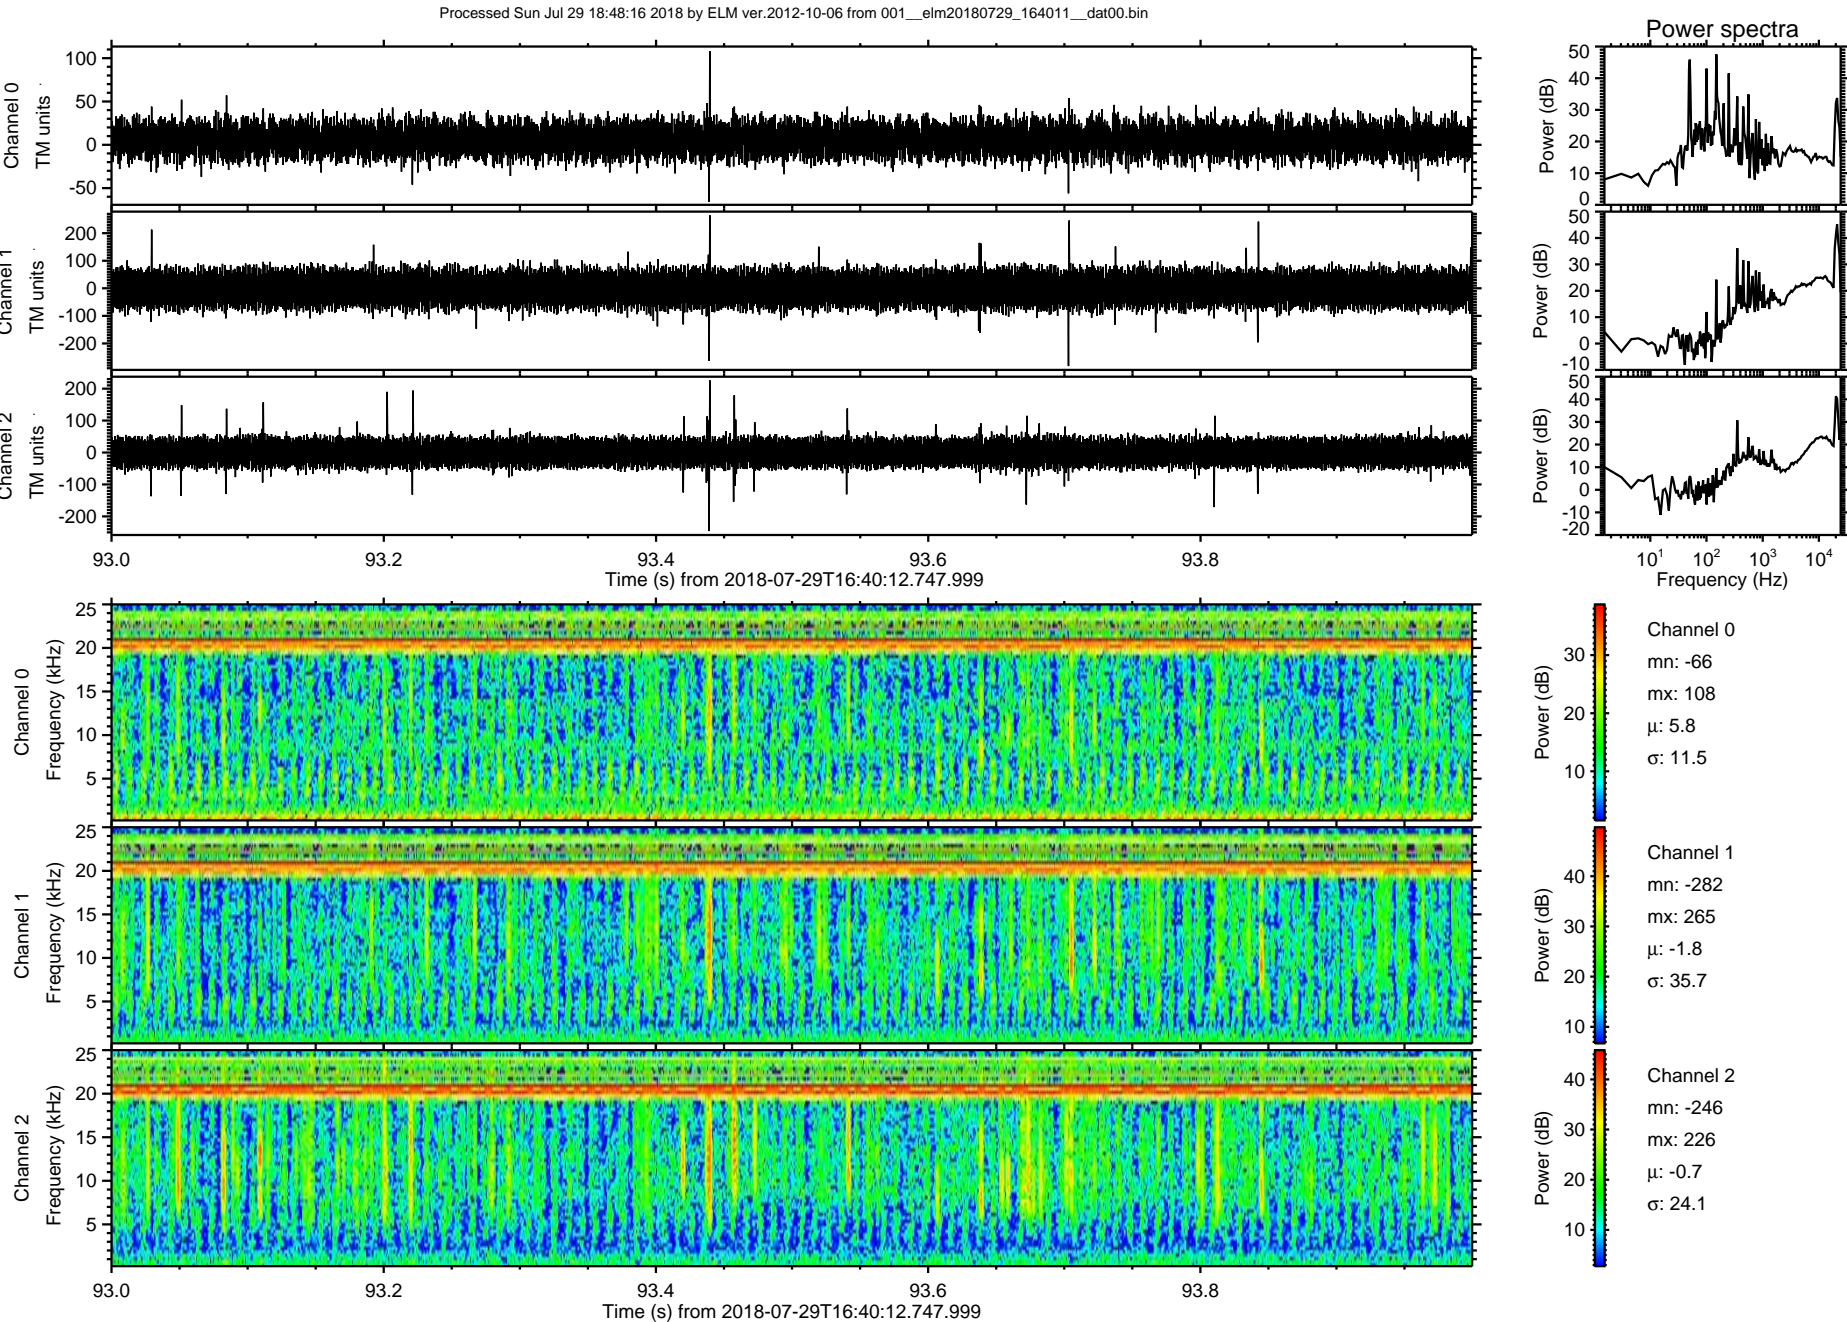 Processed Sun Jul 29 18:48:16 2018 by ELM ver.2012-10-06 from 001__elm20180729_164011__dat00.bin
Power spectra
Channel 0
TM units
100
50
0
-50
Power (dB)
50
40
30
20
10
0
Channel 1
TM units
200
100
0
-100
-200
Power (dB)
50
40
30
20
10
0
-10
Channel 2
TM units
200
100
0
-100
-200
Power (dB)
50
40
30
20
10
0
-10
-20
93.0 93.2 93.4 93.6 93.8
Time (s) from 2018-07-29T16:40:12.747.999
10¹ 10² 10³ 10⁴
Frequency (Hz)
Channel 0
Frequency (kHz)
25
20
15
10
5
Power (dB)
30
20
10
Channel 0
mn: -66
mx: 108
μ: 5.8
σ: 11.5
Channel 1
Frequency (kHz)
25
20
15
10
5
Power (dB)
40
30
20
10
Channel 1
mn: -282
mx: 265
μ: -1.8
σ: 35.7
Channel 2
Frequency (kHz)
25
20
15
10
5
Power (dB)
40
30
20
10
Channel 2
mn: -246
mx: 226
μ: -0.7
σ: 24.1
93.0 93.2 93.4 93.6 93.8
Time (s) from 2018-07-29T16:40:12.747.999